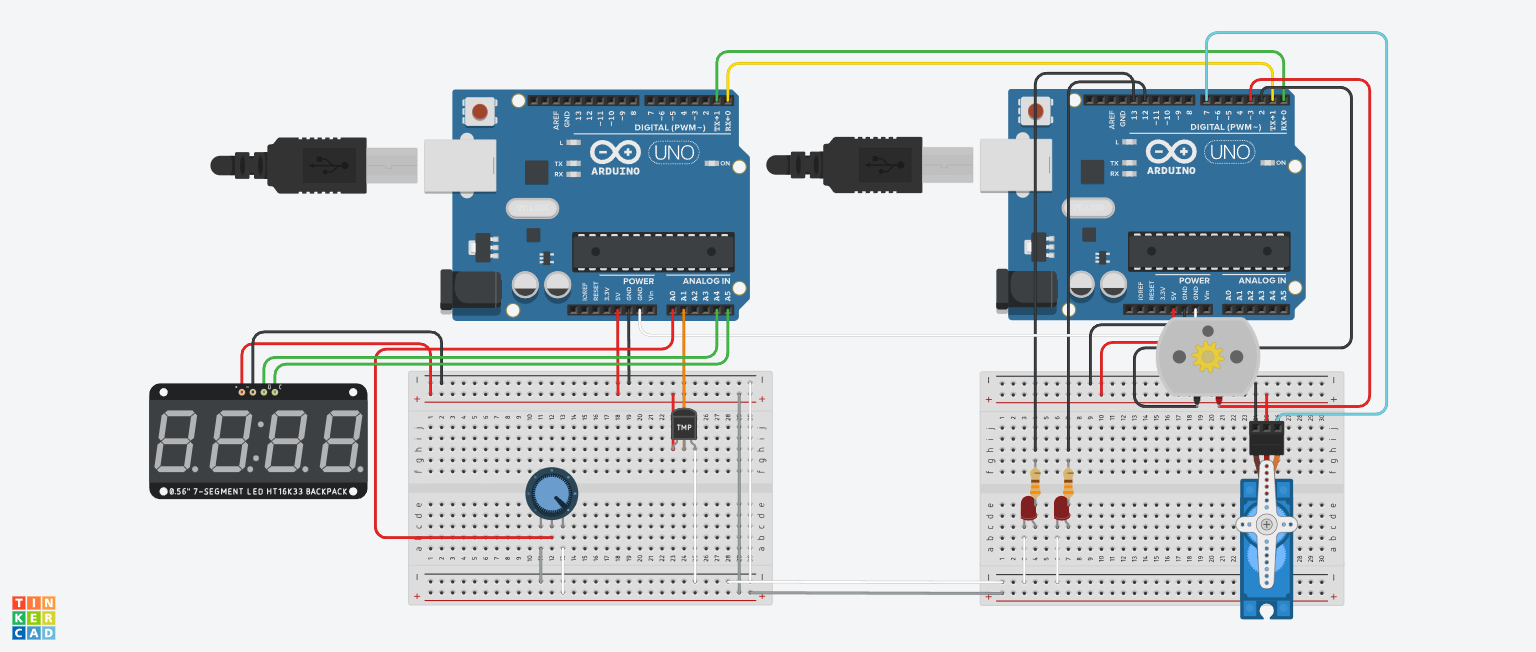 AREF
GND
13
12
~11
~10
~9
8
7
~6
~5
4
~3
2
TX→1
RX←0
DIGITAL (PWM~)
L
TX
RX
UNO
ARDUINO
ON
POWER
ANALOG IN
IOREF
RESET
3.3V
5V
GND
GND
Vin
A0
A1
A2
A3
A4
A5
AREF
GND
13
12
~11
~10
~9
8
7
~6
~5
4
~3
2
TX→1
RX←0
DIGITAL (PWM~)
L
TX
RX
UNO
ARDUINO
ON
POWER
ANALOG IN
IOREF
RESET
3.3V
5V
GND
GND
Vin
A0
A1
A2
A3
A4
A5
0.56" 7-SEGMENT LED HT16K33 BACKPACK
TMP
TIN
KER
CAD